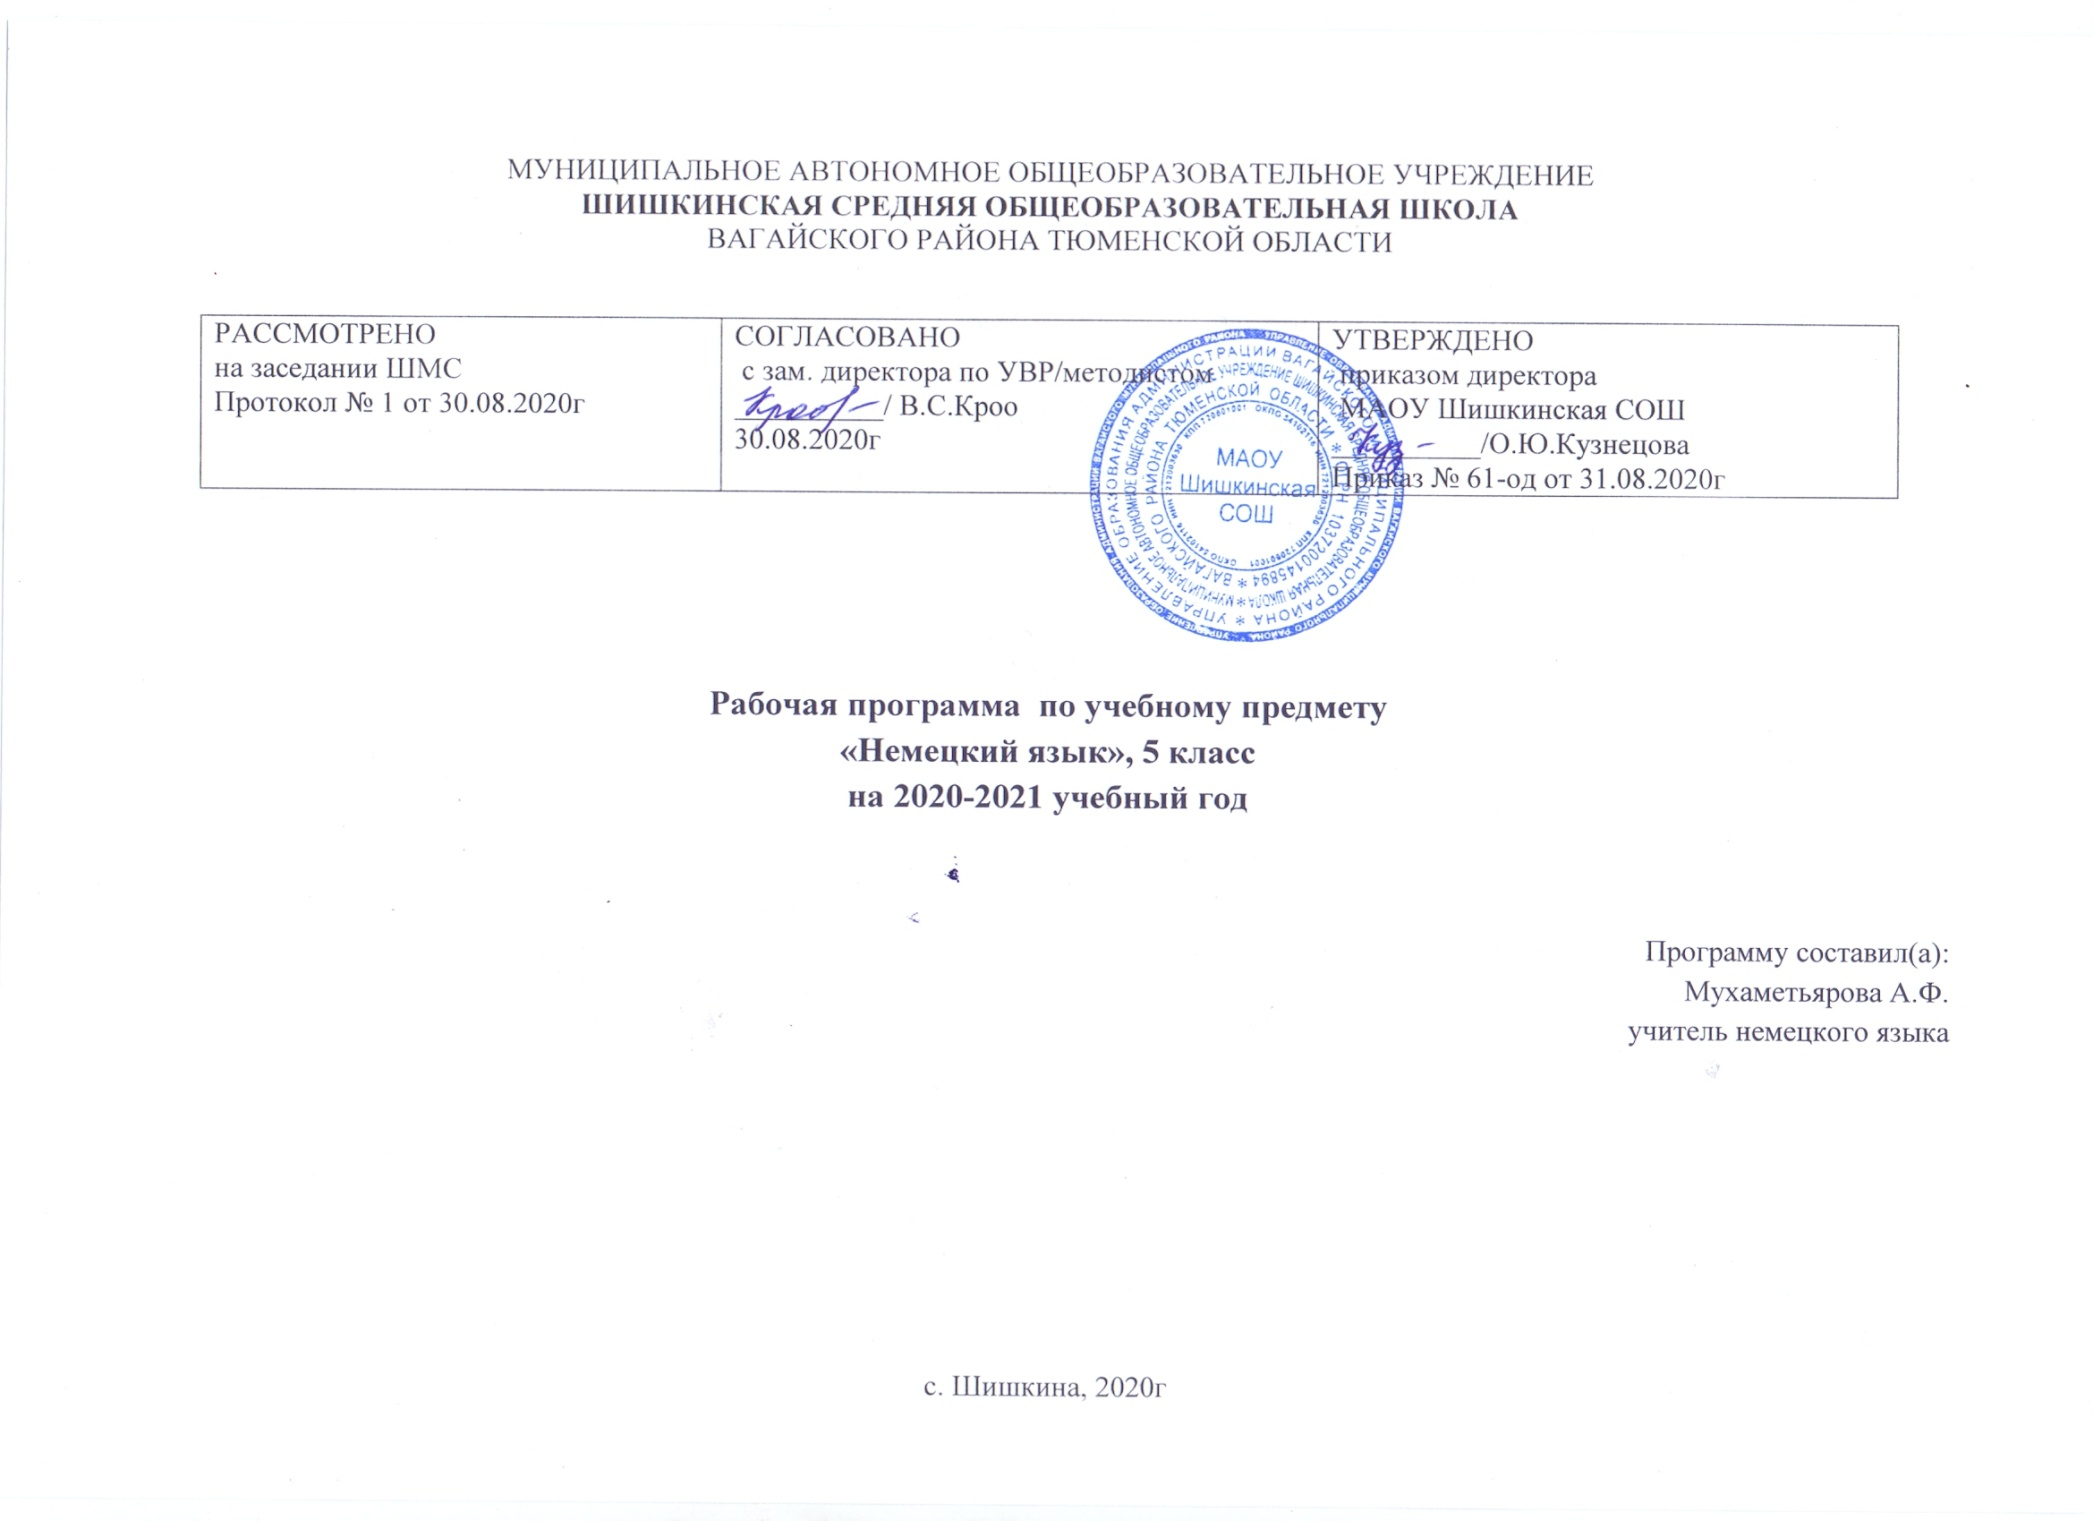 МУНИЦИПАЛЬНОЕ АВТОНОМНОЕ ОБЩЕОБРАЗОВАТЕЛЬНОЕ УЧРЕЖДЕНИЕ
ШИШКИНСКАЯ СРЕДНЯЯ ОБЩЕОБРАЗОВАТЕЛЬНАЯ ШКОЛА
ВАГАЙСКОГО РАЙОНА ТЮМЕНСКОЙ ОБЛАСТИ
РАССМОТРЕНО
на заседании ШМС
Протокол № 1 от 30.08.2020г
СОГЛАСОВАНО
с зам. директора по УВР/методистом
/ В.С.Кроо
30.08.2020г
УТВЕРЖДЕНО
приказом директора
МАОУ Шишкинская СОШ
/О.Ю.Кузнецова
Приказ № 61-од от 31.08.2020г
МАОУ
Шишкинская
СОШ
Рабочая программа по учебному предмету
«Немецкий язык», 5 класс
на 2020-2021 учебный год
Программу составил(а):
Мухаметьярова А.Ф.
учитель немецкого языка
с. Шишкина, 2020г